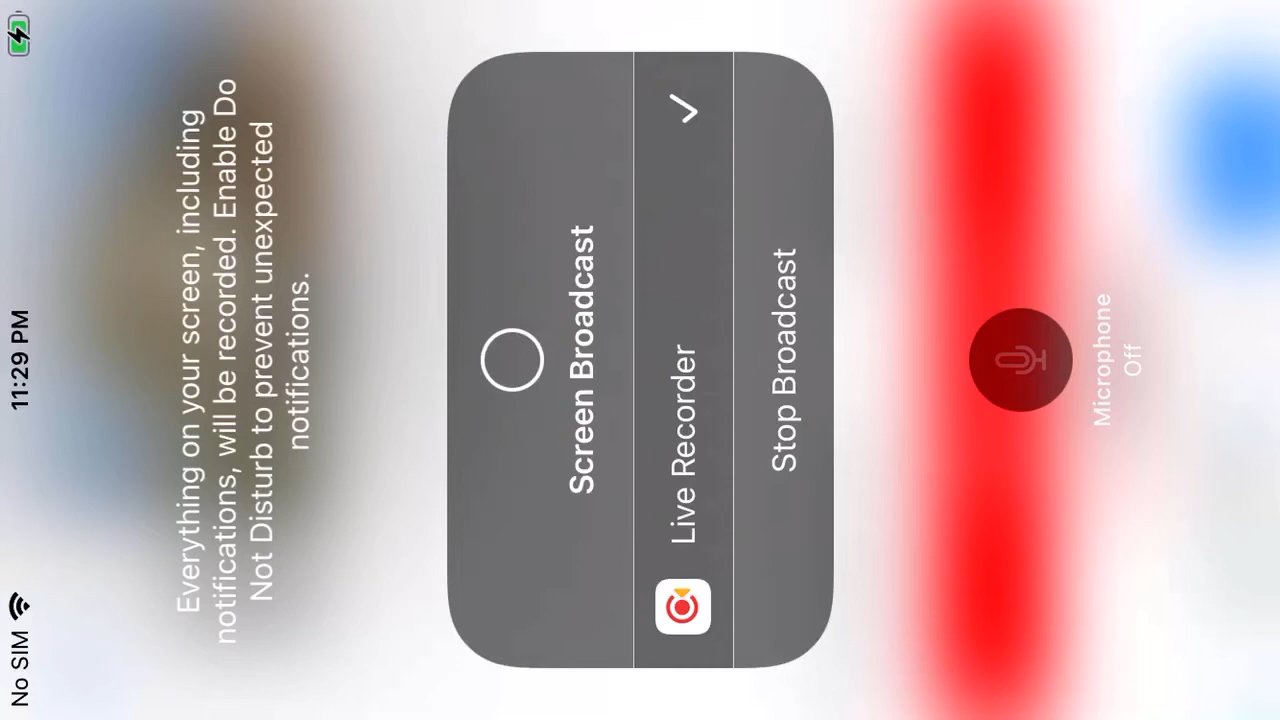 No SIM 11:29 PM
Everything on your screen, including
notifications, will be recorded. Enable Do
Not Disturb to prevent unexpected
notifications.
Screen Broadcast
Live Recorder
Stop Broadcast
Microphone
Off